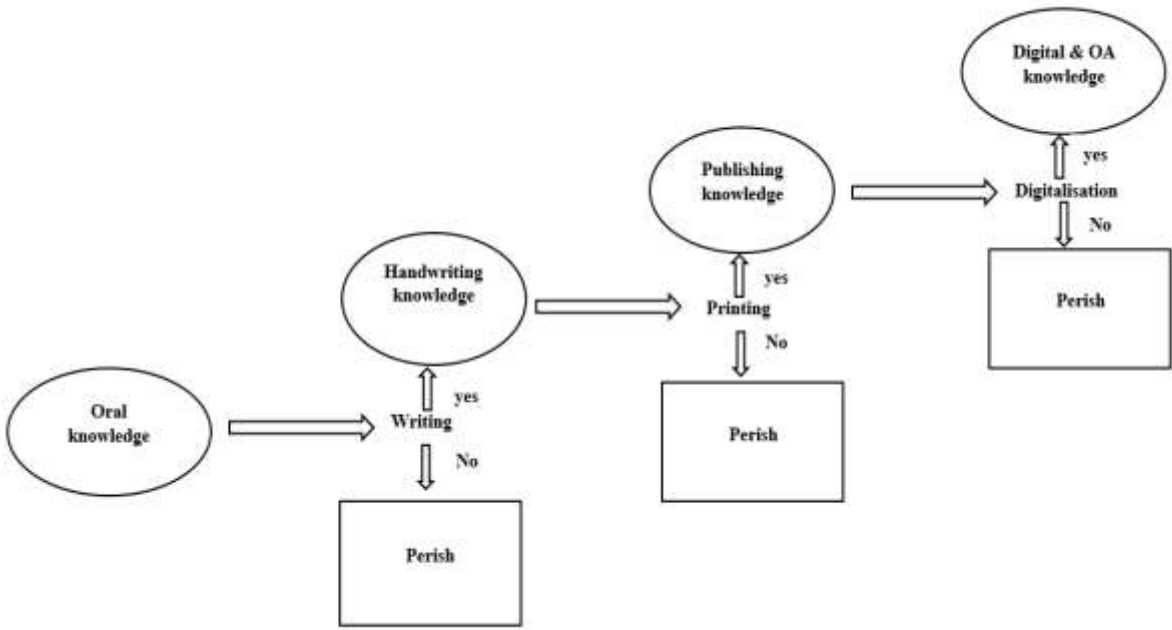 Digital & OA
knowledge
yes
Digitalisation
No
Perish
Publishing
knowledge
yes
Printing
No
Perish
Handwriting
knowledge
yes
Writing
No
Perish
Oral
knowledge